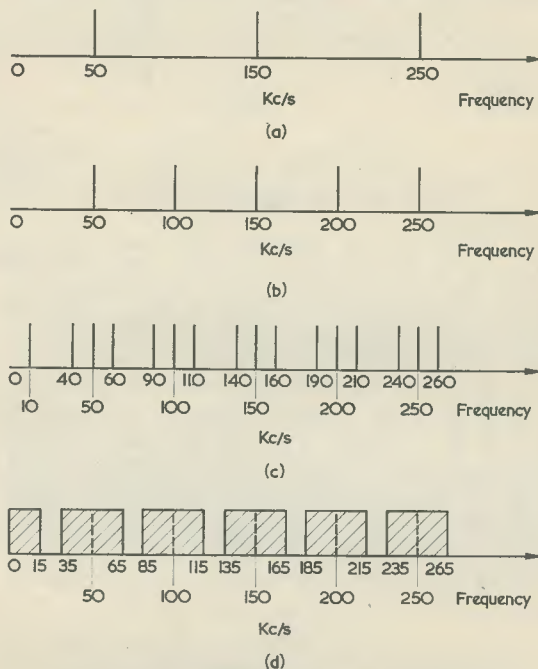 0 50 150 250
Kc/s Frequency
(a)
0 50 100 150 200 250
Kc/s Frequency
(b)
0 40 60 90 110 140 160 190 210 240 260
10 50 100 150 200 250 Frequency
Kc/s
(c)
0 15 35 65 85 115 135 165 185 215 235 265
50 100 150 200 250 Frequency
Kc/s
(d)